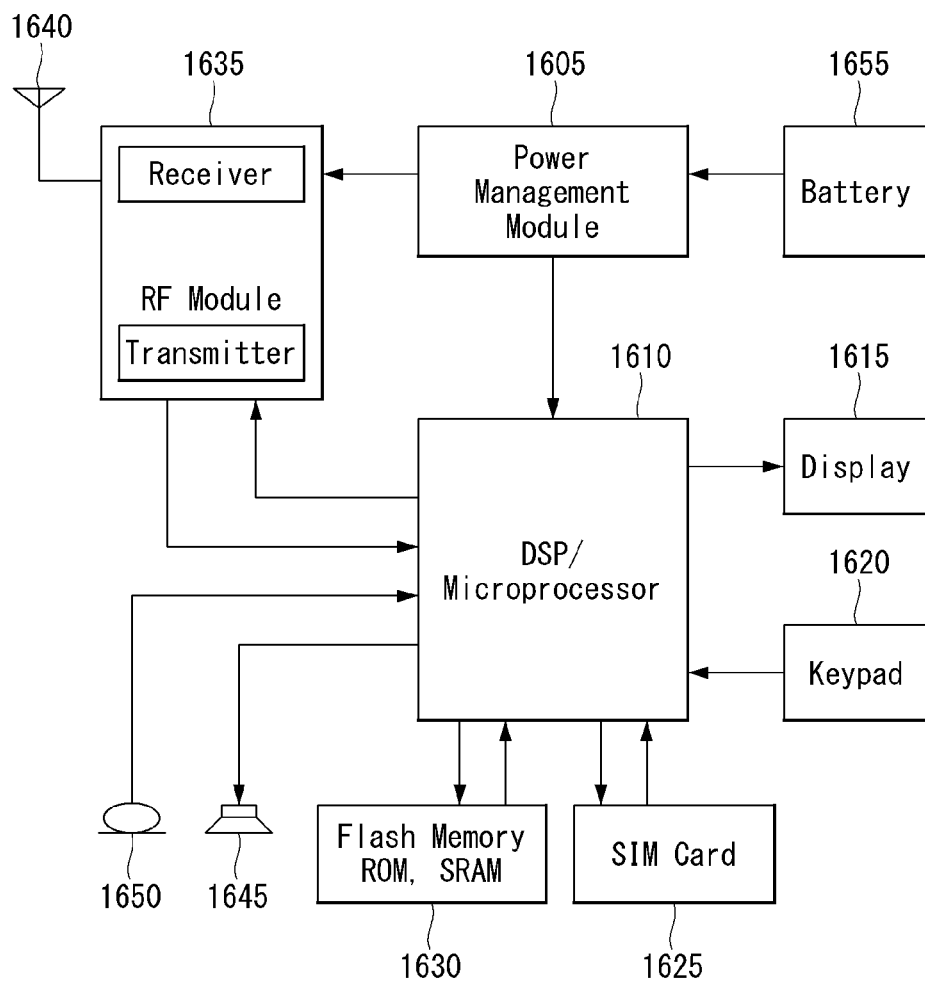 1640
1635
1605
1655
Receiver
RF Module
Transmitter
Power
Management
Module
Battery
1610
1615
DSP/
Microprocessor
Display
1620
Keypad
1650
1645
Flash Memory
ROM, SRAM
SIM Card
1630
1625